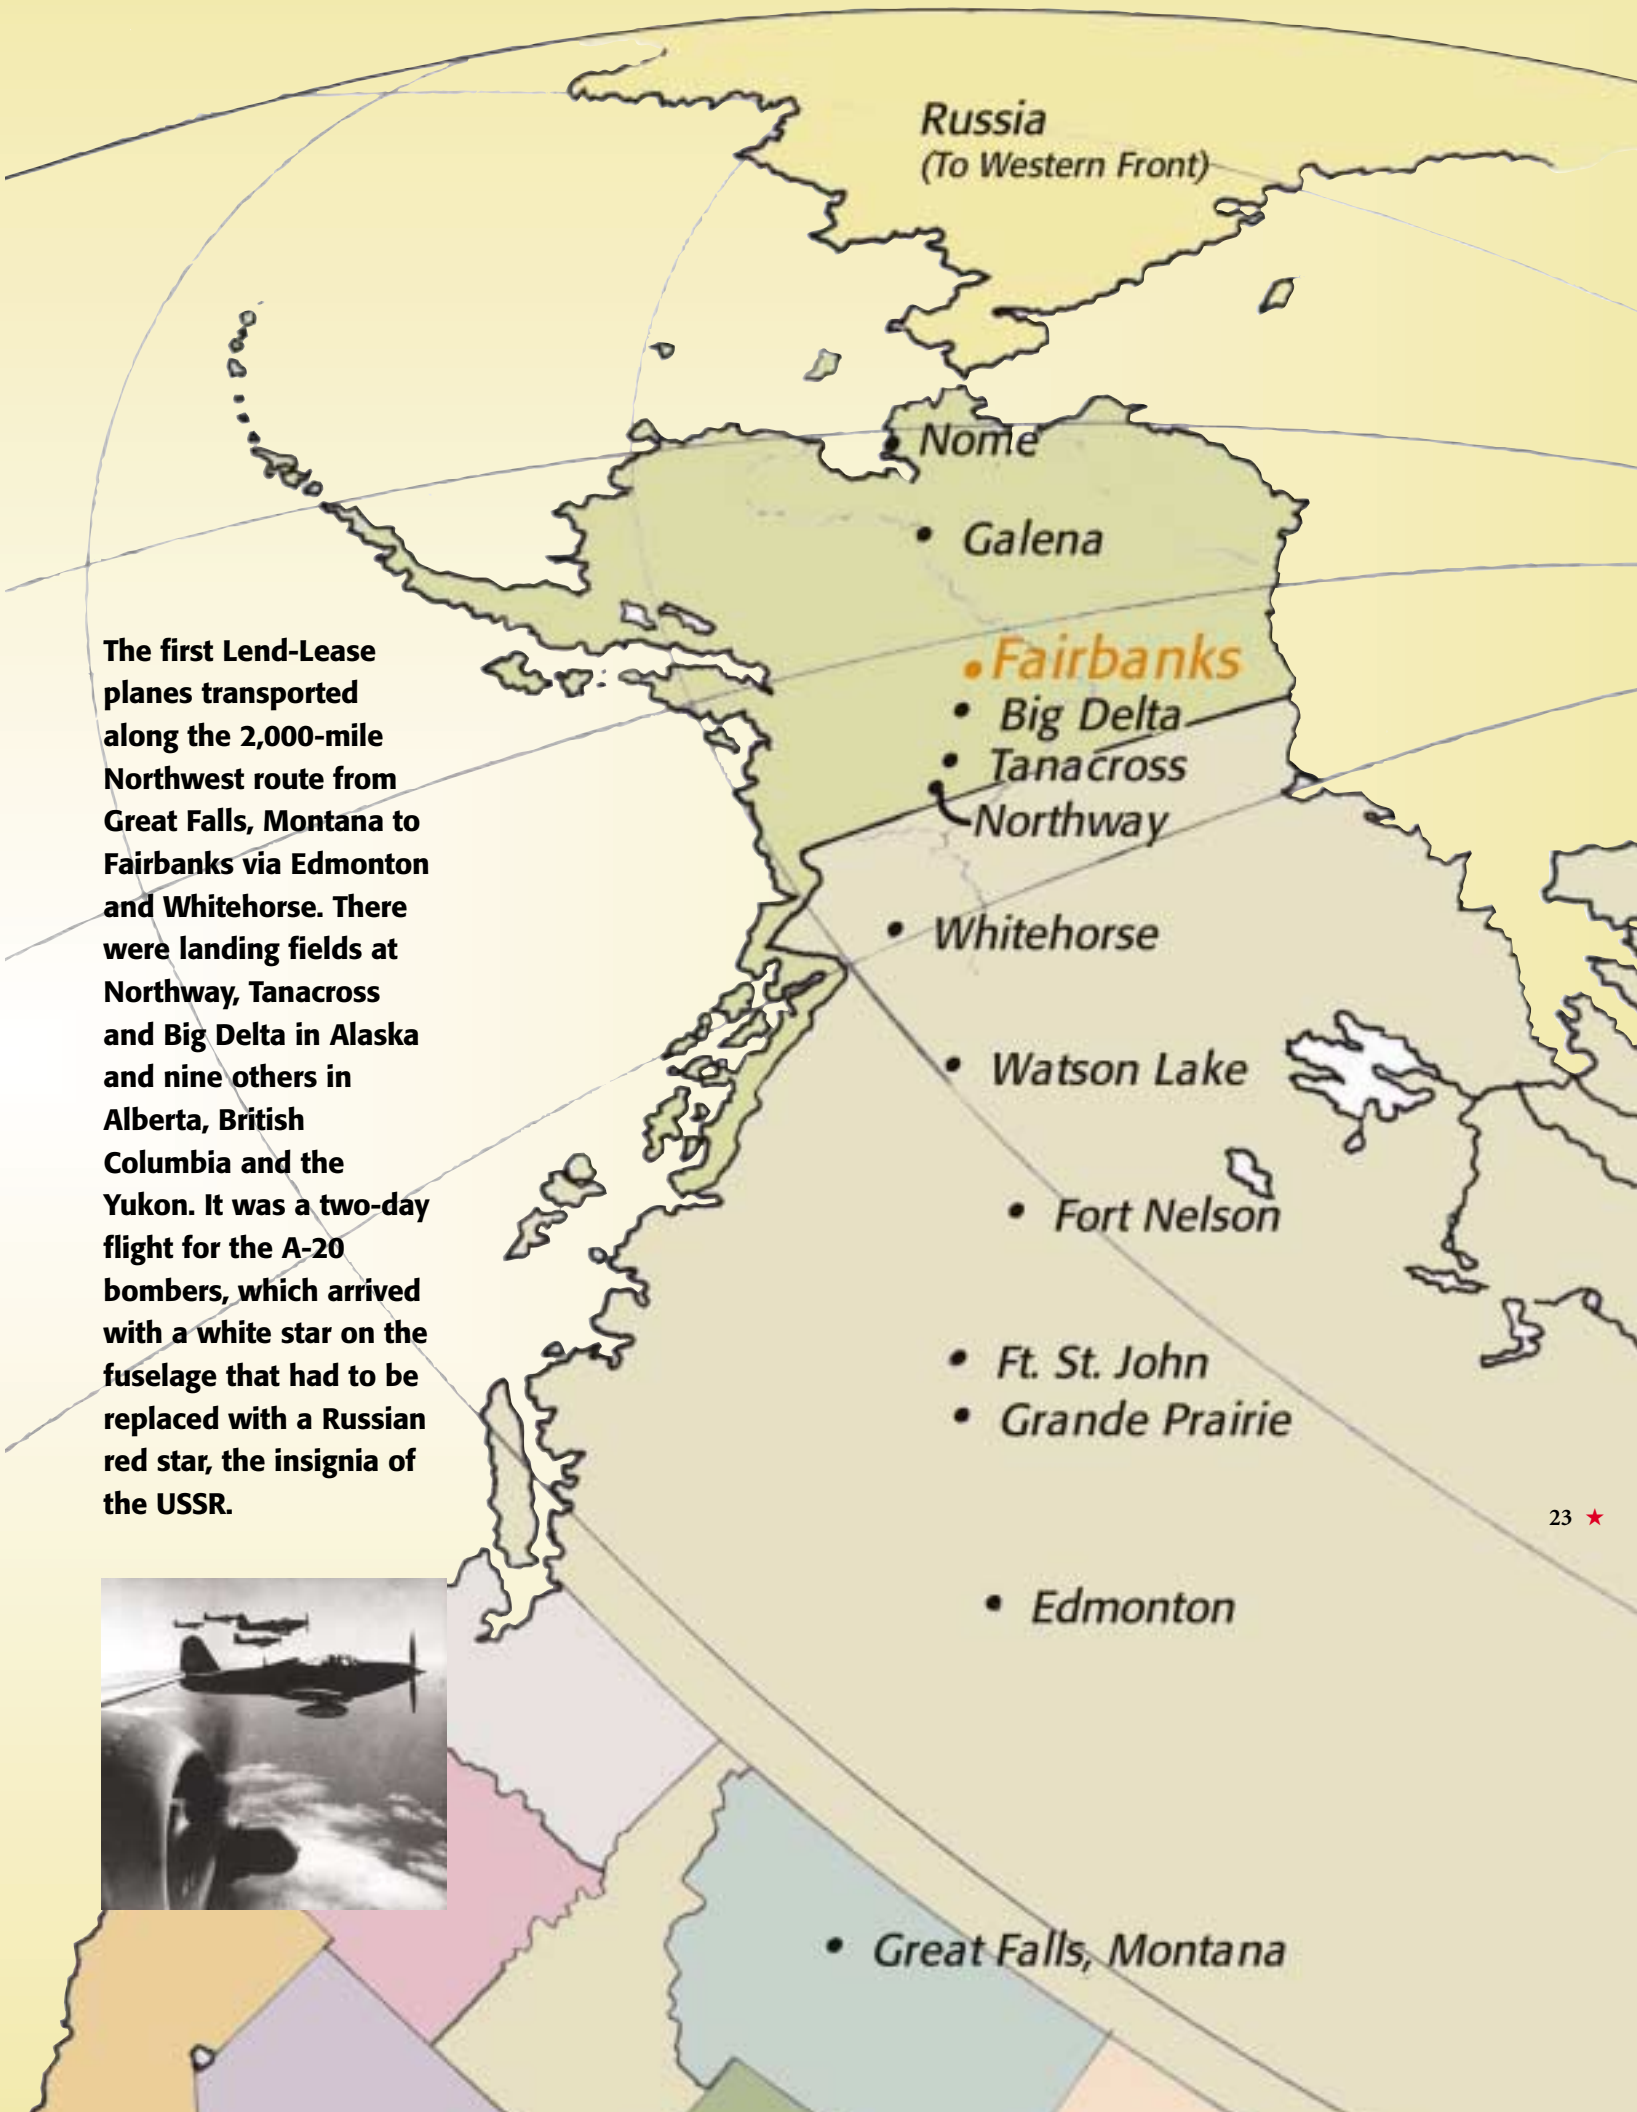 Russia
(To Western Front)
Nome
Galena
Fairbanks
Big Delta
Tanacross
Northway
Whitehorse
Watson Lake
Fort Nelson
Ft. St. John
Grande Prairie
Edmonton
Great Falls, Montana
The first Lend-Lease
planes transported
along the 2,000-mile
Northwest route from
Great Falls, Montana to
Fairbanks via Edmonton
and Whitehorse. There
were landing fields at
Northway, Tanacross
and Big Delta in Alaska
and nine others in
Alberta, British
Columbia and the
Yukon. It was a two-day
flight for the A-20
bombers, which arrived
with a white star on the
fuselage that had to be
replaced with a Russian
red star, the insignia of
the USSR.
23 ★